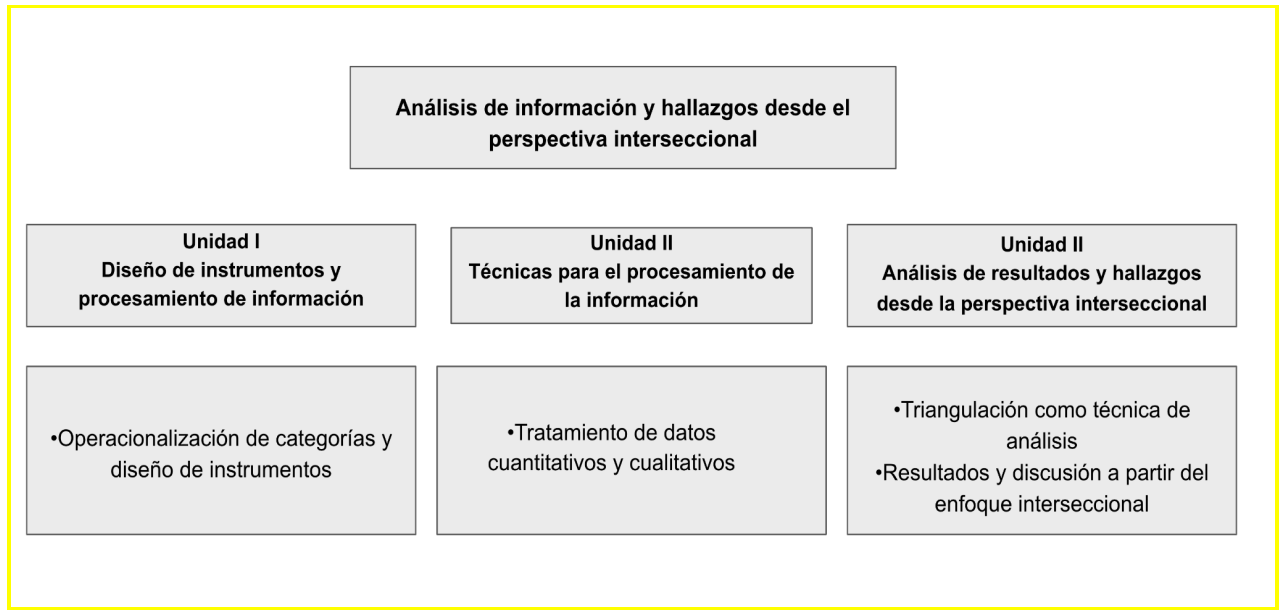 Análisis de información y hallazgos desde el
perspectiva interseccional
Unidad I
Diseño de instrumentos y
procesamiento de información
Unidad II
Técnicas para el procesamiento de
la información
Unidad II
Análisis de resultados y hallazgos
desde la perspectiva interseccional
•Operacionalización de categorías y
diseño de instrumentos
•Tratamiento de datos
cuantitativos y cualitativos
•Triangulación como técnica de
análisis
•Resultados y discusión a partir del
enfoque interseccional